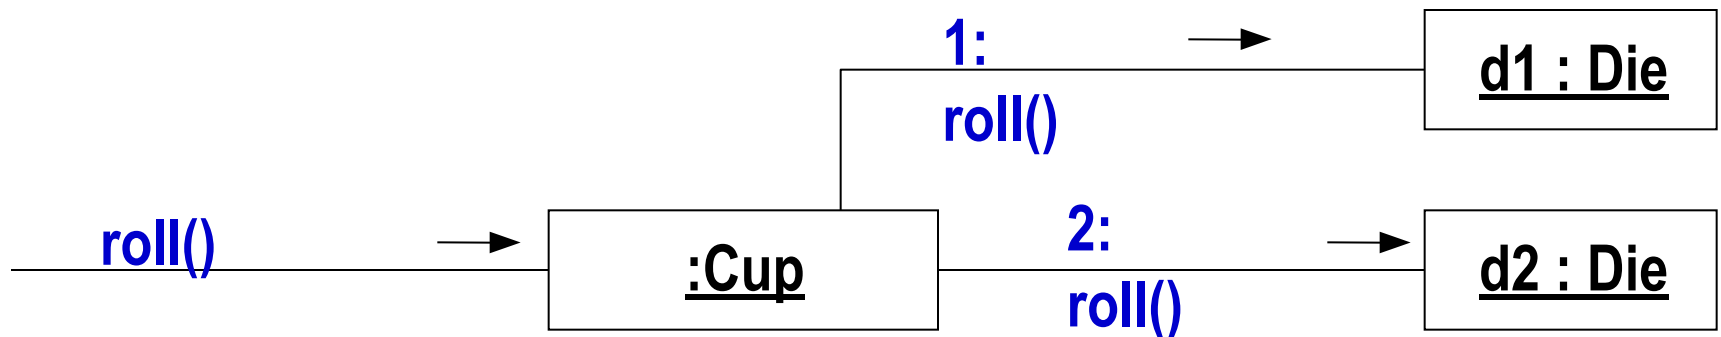 1:
d1 : Die
roll()
roll()
:Cup
2:
d2 : Die
roll()